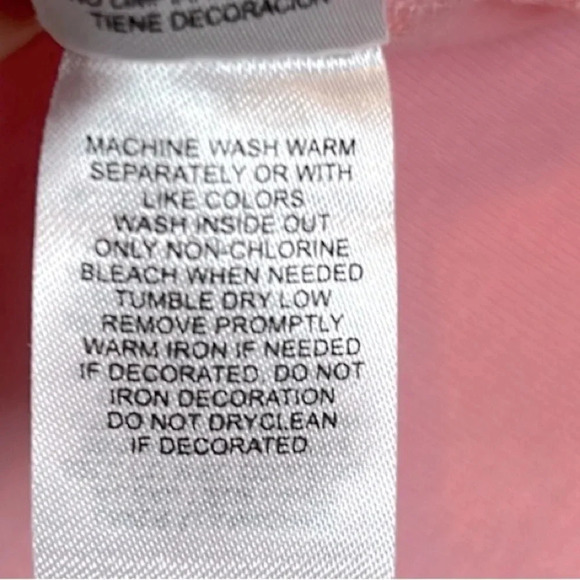 TIENE DECORACIÓN
MACHINE WASH WARM
SEPARATELY OR WITH
LIKE COLORS
WASH INSIDE OUT
ONLY NON-CHLORINE
BLEACH WHEN NEEDED
TUMBLE DRY LOW
REMOVE PROMPTLY
WARM IRON IF NEEDED
IF DECORATED, DO NOT
IRON DECORATION
DO NOT DRYCLEAN
IF DECORATED